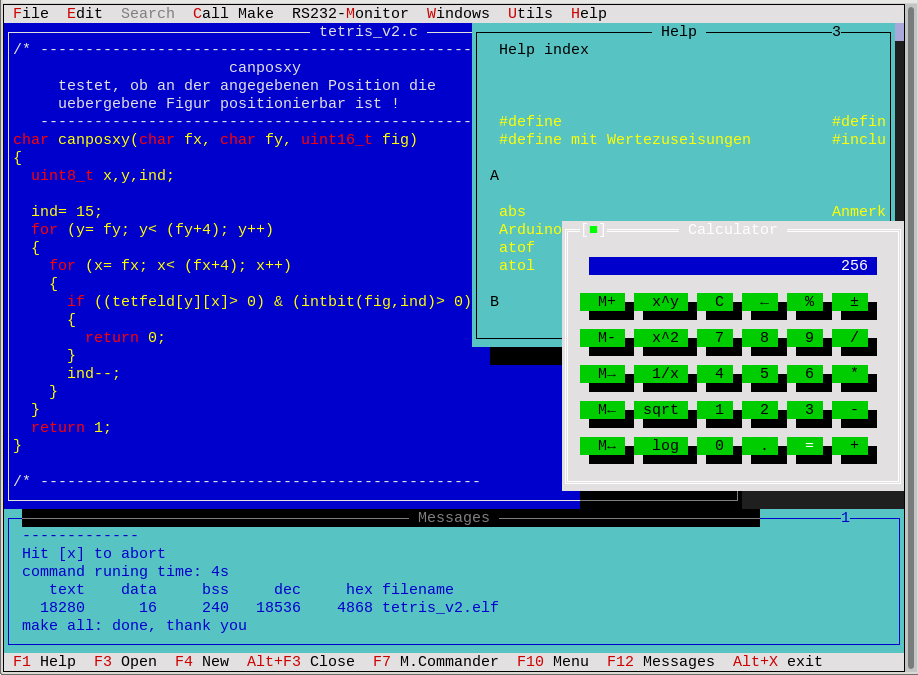 File  Edit  Search  Call Make  RS232-Monitor  Windows  Utils  Help
tetris_v2.c
/* ------------------------------------------------
canposxy
testet, ob an der angegebenen Position die
uebergebene Figur positionierbar ist !
------------------------------------------------
char canposxy(char fx, char fy, uint16_t fig)
{
uint8_t x,y,ind;
ind= 15;
for (y= fy; y< (fy+4); y++)
{
for (x= fx; x< (fx+4); x++)
{
if ((tetfeld[y][x]> 0) & (intbit(fig,ind)> 0)
{
return 0;
}
ind--;
}
}
return 1;
}
/* -------------------------------------------------
Help 3
Help index
#define #defin
#define mit Wertezuseisungen #inclu
A
abs Anmerk
Arduino
atof
atol
B
[■] Calculator
256
M+ x^y C ← % ±
M- x^2 7 8 9 /
M→ 1/x 4 5 6 *
M← sqrt 1 2 3 -
M↔ log 0 . = +
Messages 1
-------------
Hit [x] to abort
command runing time: 4s
text data bss dec hex filename
18280 16 240 18536 4868 tetris_v2.elf
make all: done, thank you
F1 Help  F3 Open  F4 New  Alt+F3 Close  F7 M.Commander  F10 Menu  F12 Messages  Alt+X exit